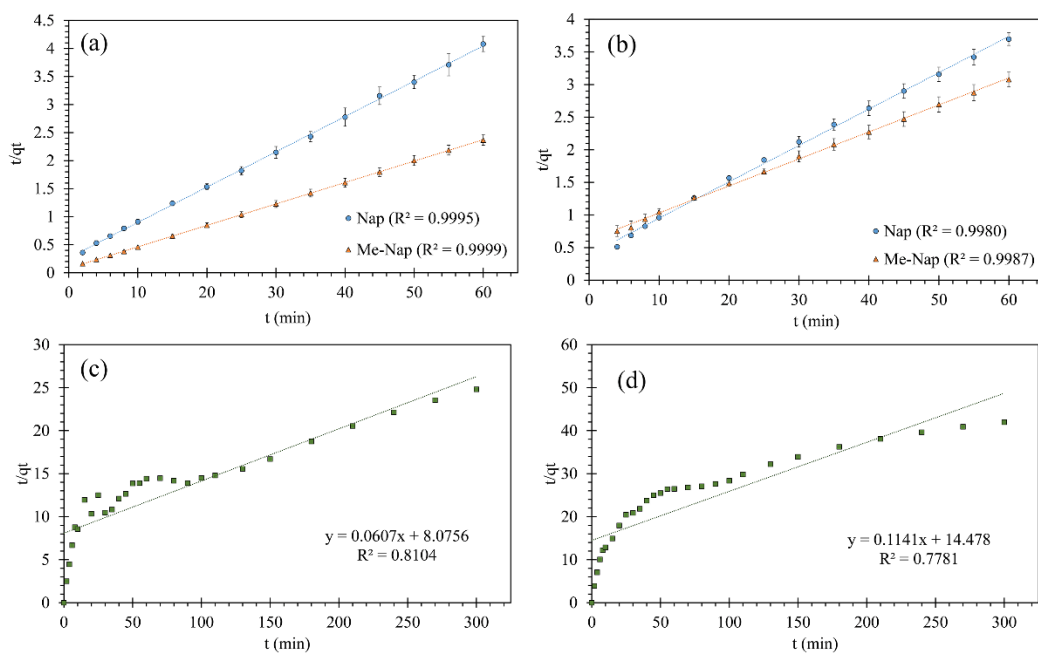 (a)
4.5
4
3.5
3
2.5
2
1.5
1
0.5
0
t/qt
Nap (R² = 0.9995)
Me-Nap (R² = 0.9999)
0 10 20 30 40 50 60
t (min)
(b)
4
3.5
3
2.5
2
1.5
1
0.5
0
t/qt
Nap (R² = 0.9980)
Me-Nap (R² = 0.9987)
0 10 20 30 40 50 60
t (min)
(c)
30
25
20
15
10
5
0
t/qt
y = 0.0607x + 8.0756
R² = 0.8104
0 50 100 150 200 250 300
t (min)
(d)
60
50
40
30
20
10
0
t/qt
y = 0.1141x + 14.478
R² = 0.7781
0 50 100 150 200 250 300
t (min)